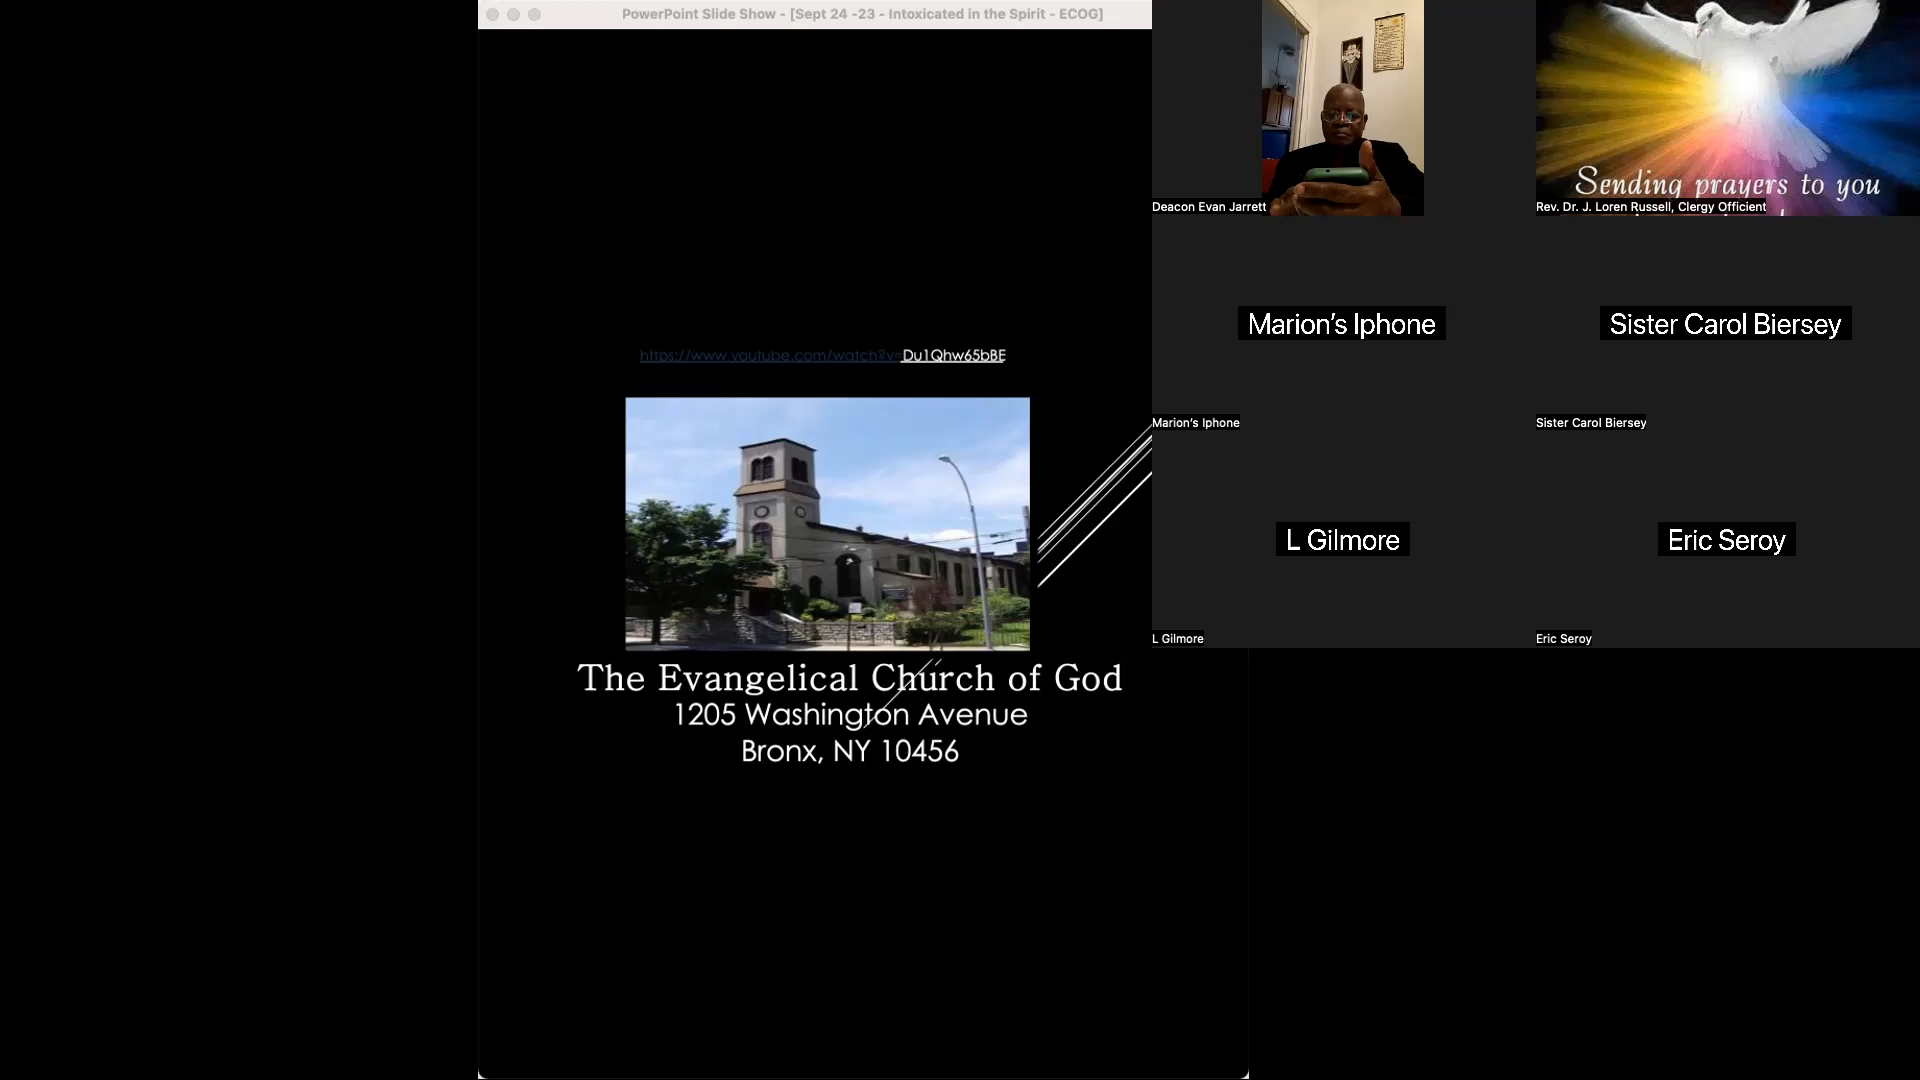 PowerPoint Slide Show - [Sept 24 -23 - Intoxicated in the Spirit - ECOG]
https://www.youtube.com/watch?v=Du1Qhw65bBE
The Evangelical Church of God
1205 Washington Avenue
Bronx, NY 10456
Deacon Evan Jarrett
Sending prayers to you
Rev. Dr. J. Loren Russell, Clergy Officient
Marion’s Iphone
Marion’s Iphone
Sister Carol Biersey
Sister Carol Biersey
L Gilmore
L Gilmore
Eric Seroy
Eric Seroy